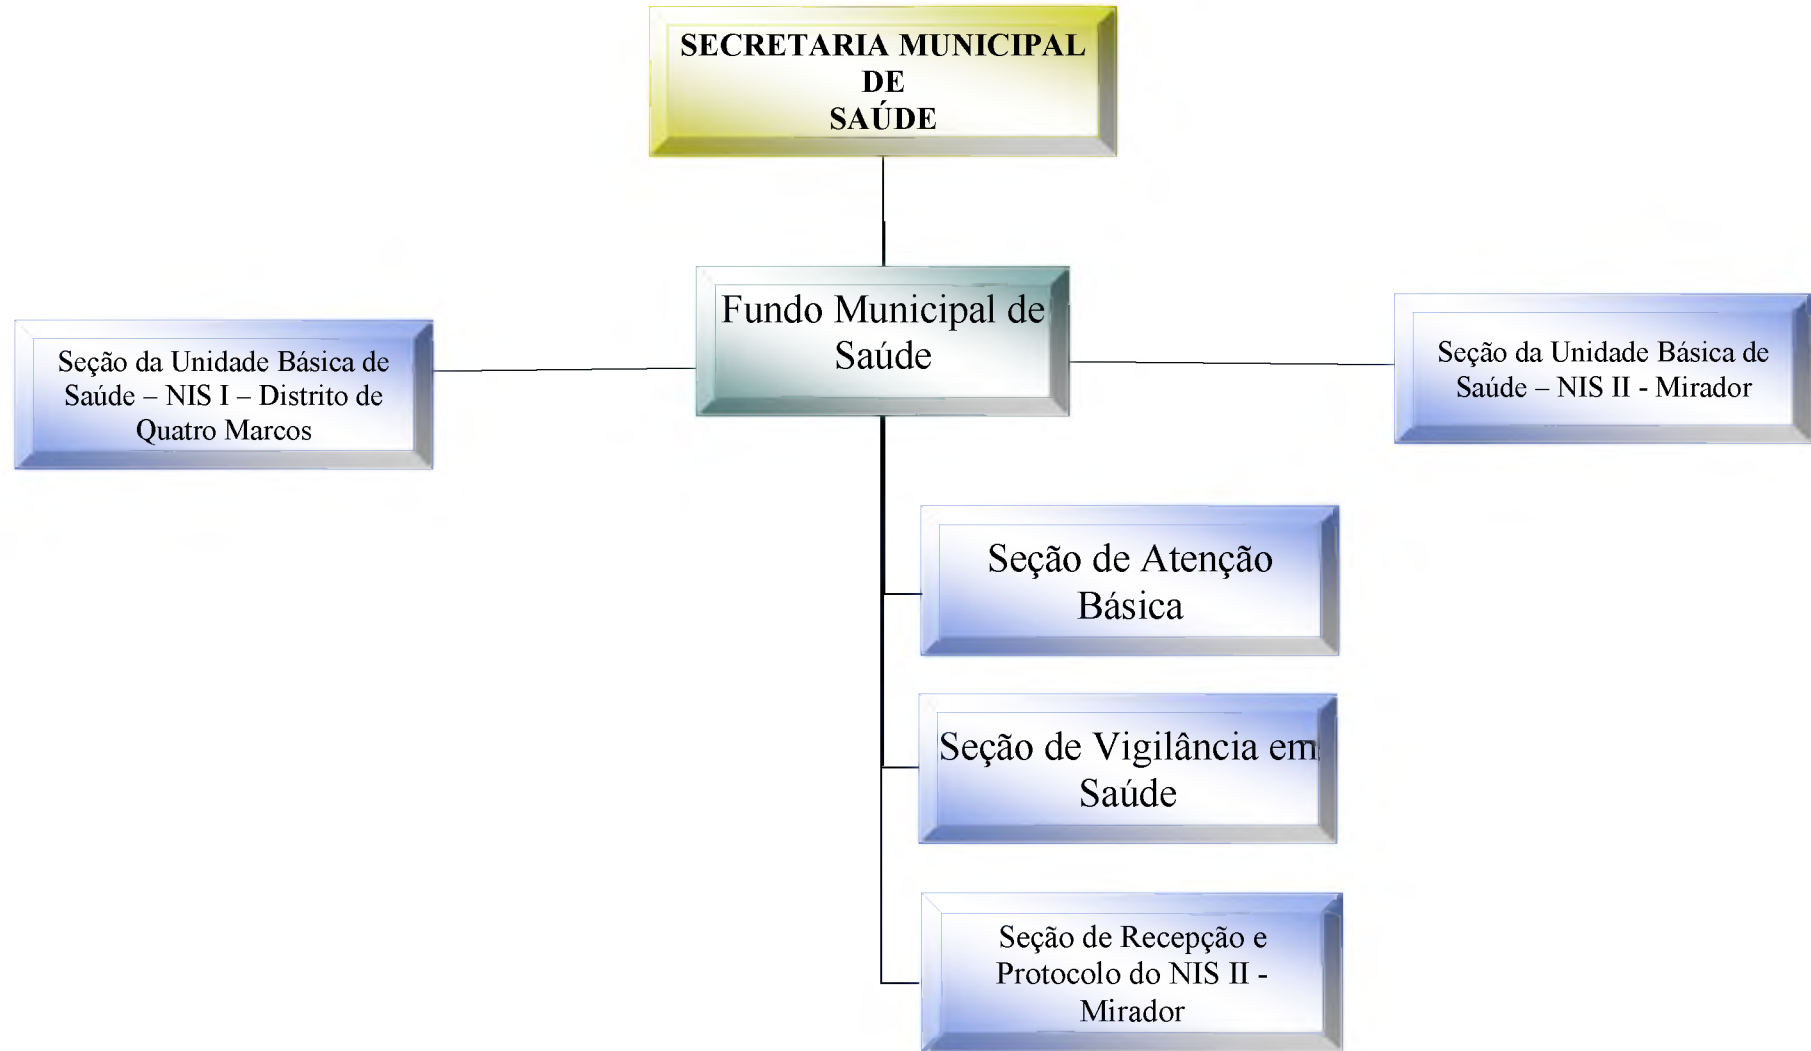 SECRETARIA MUNICIPAL
DE
SAÚDE
Fundo Municipal de
Saúde
Seção da Unidade Básica de
Saúde – NIS I – Distrito de
Quatro Marcos
Seção da Unidade Básica de
Saúde – NIS II - Mirador
Seção de Atenção
Básica
Seção de Vigilância em
Saúde
Seção de Recepção e
Protocolo do NIS II -
Mirador